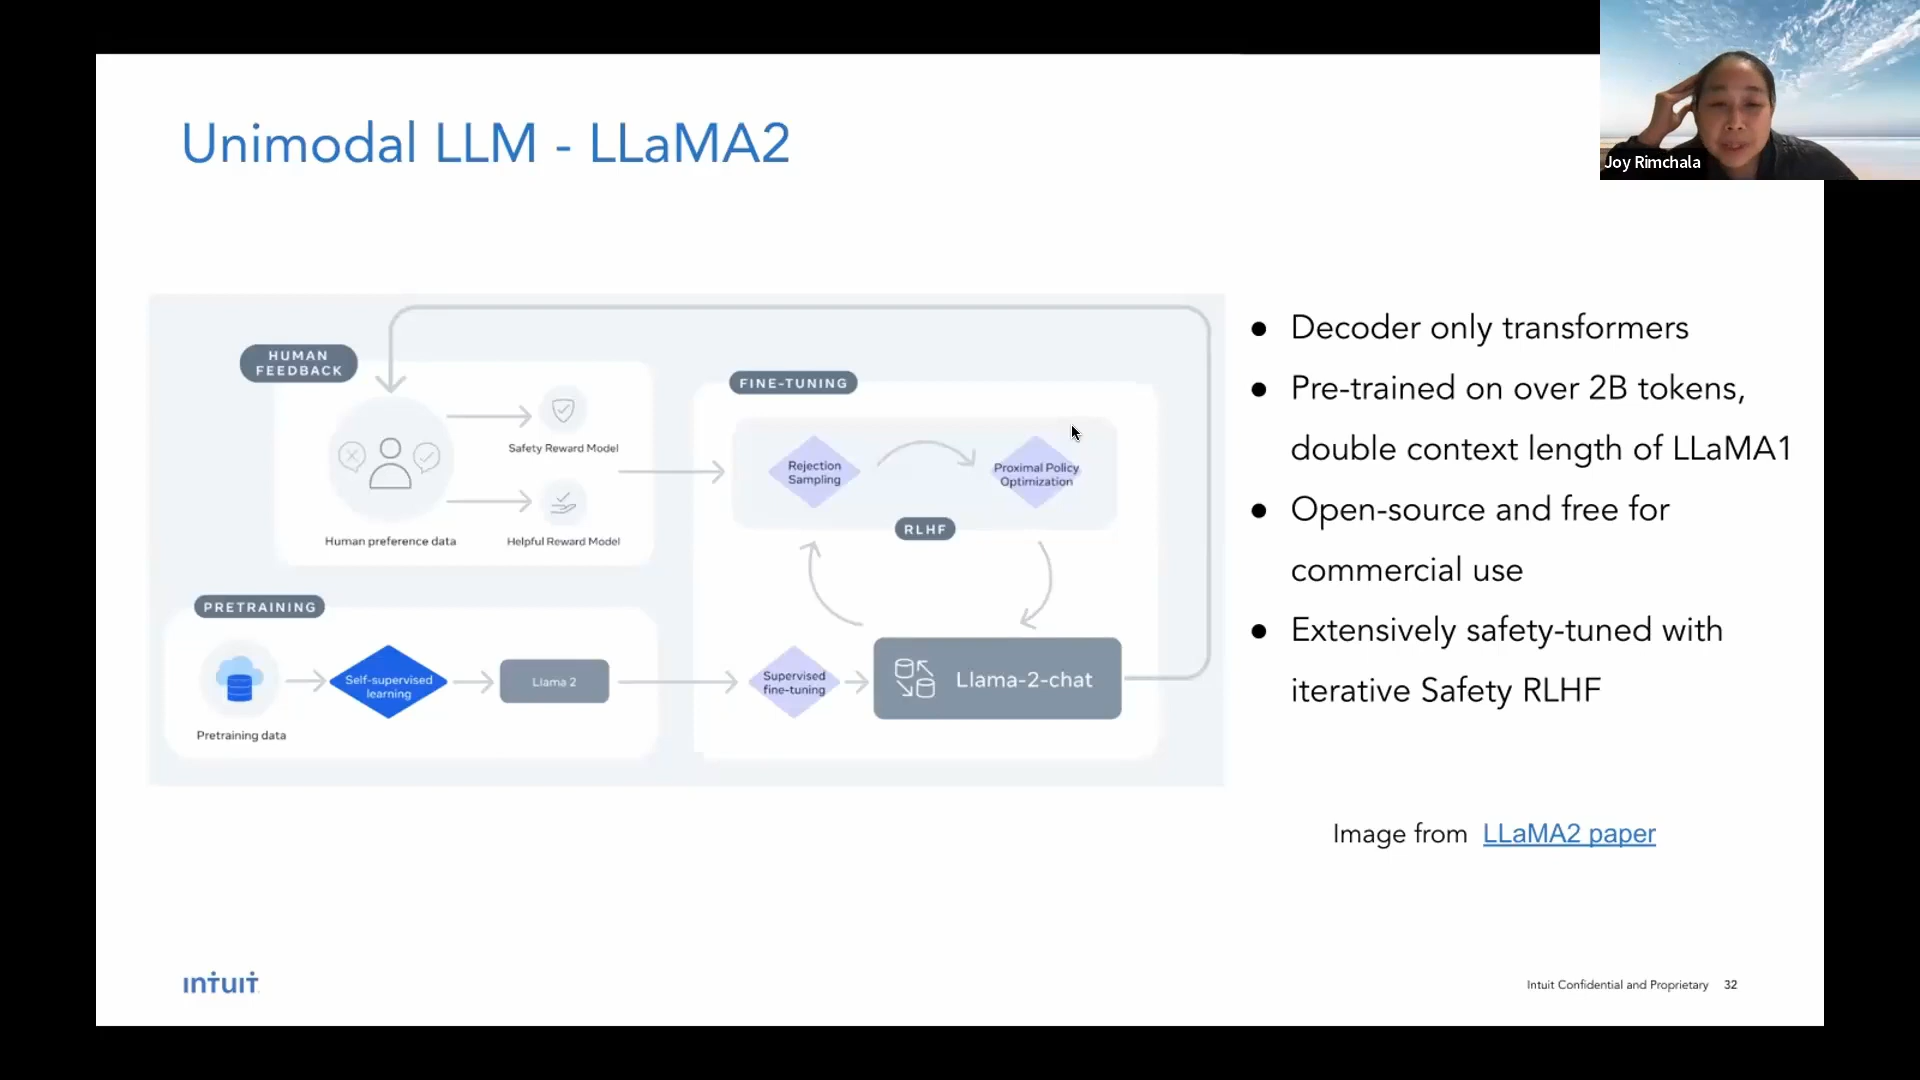 Unimodal LLM - LLaMA2
Joy Rimchala
HUMAN
FEEDBACK
Safety Reward Model
Human preference data
Helpful Reward Model
FINE-TUNING
Rejection
Sampling
Proximal Policy
Optimization
RLHF
PRETRAINING
Pretraining data
Self-supervised
learning
Llama 2
Supervised
fine-tuning
Llama-2-chat
● Decoder only transformers
● Pre-trained on over 2B tokens,
double context length of LLaMA1
● Open-source and free for
commercial use
● Extensively safety-tuned with
iterative Safety RLHF
Image from LLaMA2 paper
INTUIT
Intuit Confidential and Proprietary 32